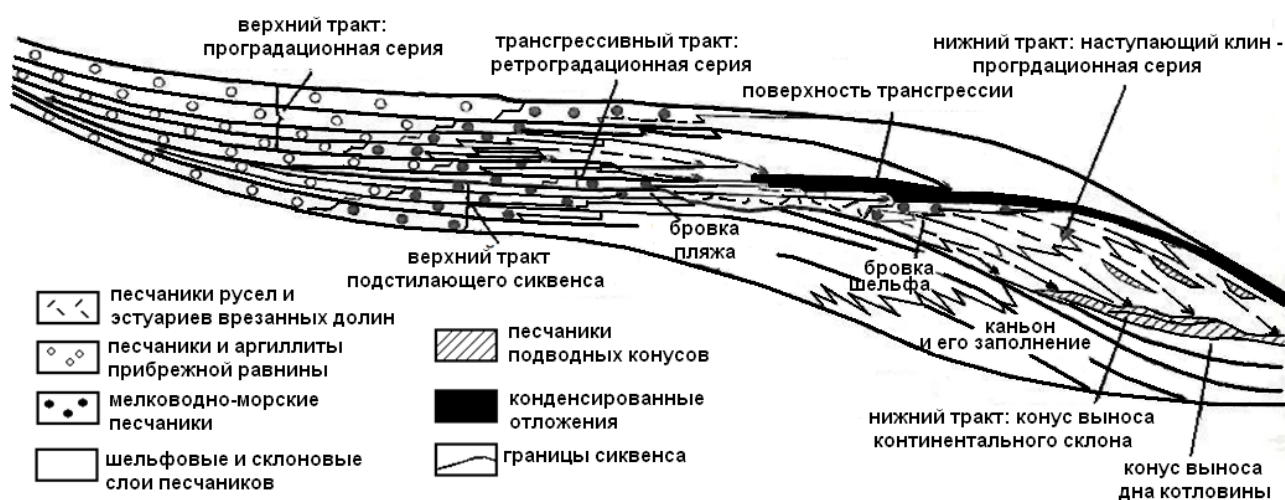 верхний тракт:
проградационная серия
трансгрессивный тракт:
ретроградационная серия
нижний тракт: наступающий клин -
прогрдационная серия
поверхность трансгрессии
бровка
пляжа
верхний тракт
подстилающего сиквенса
бровка
шельфа
каньон
и его заполнение
нижний тракт: конус выноса
континентального склона
конус выноса
дна котловины
песчаники русел и
эстуариев врезанных долин
песчаники и аргиллиты
прибрежной равнины
мелководно-морские
песчаники
шельфовые и склоновые
слои песчаников
песчаники
подводных конусов
конденсированные
отложения
границы сиквенса